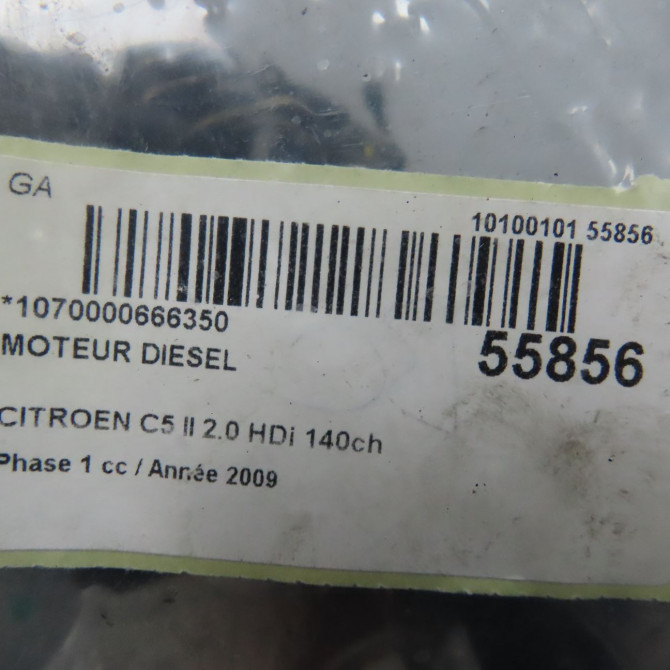 GA
10100101 55856
*1070000666350
55856
MOTEUR DIESEL
CITROEN C5 II 2.0 HDi 140ch
Phase 1 cc / Année 2009